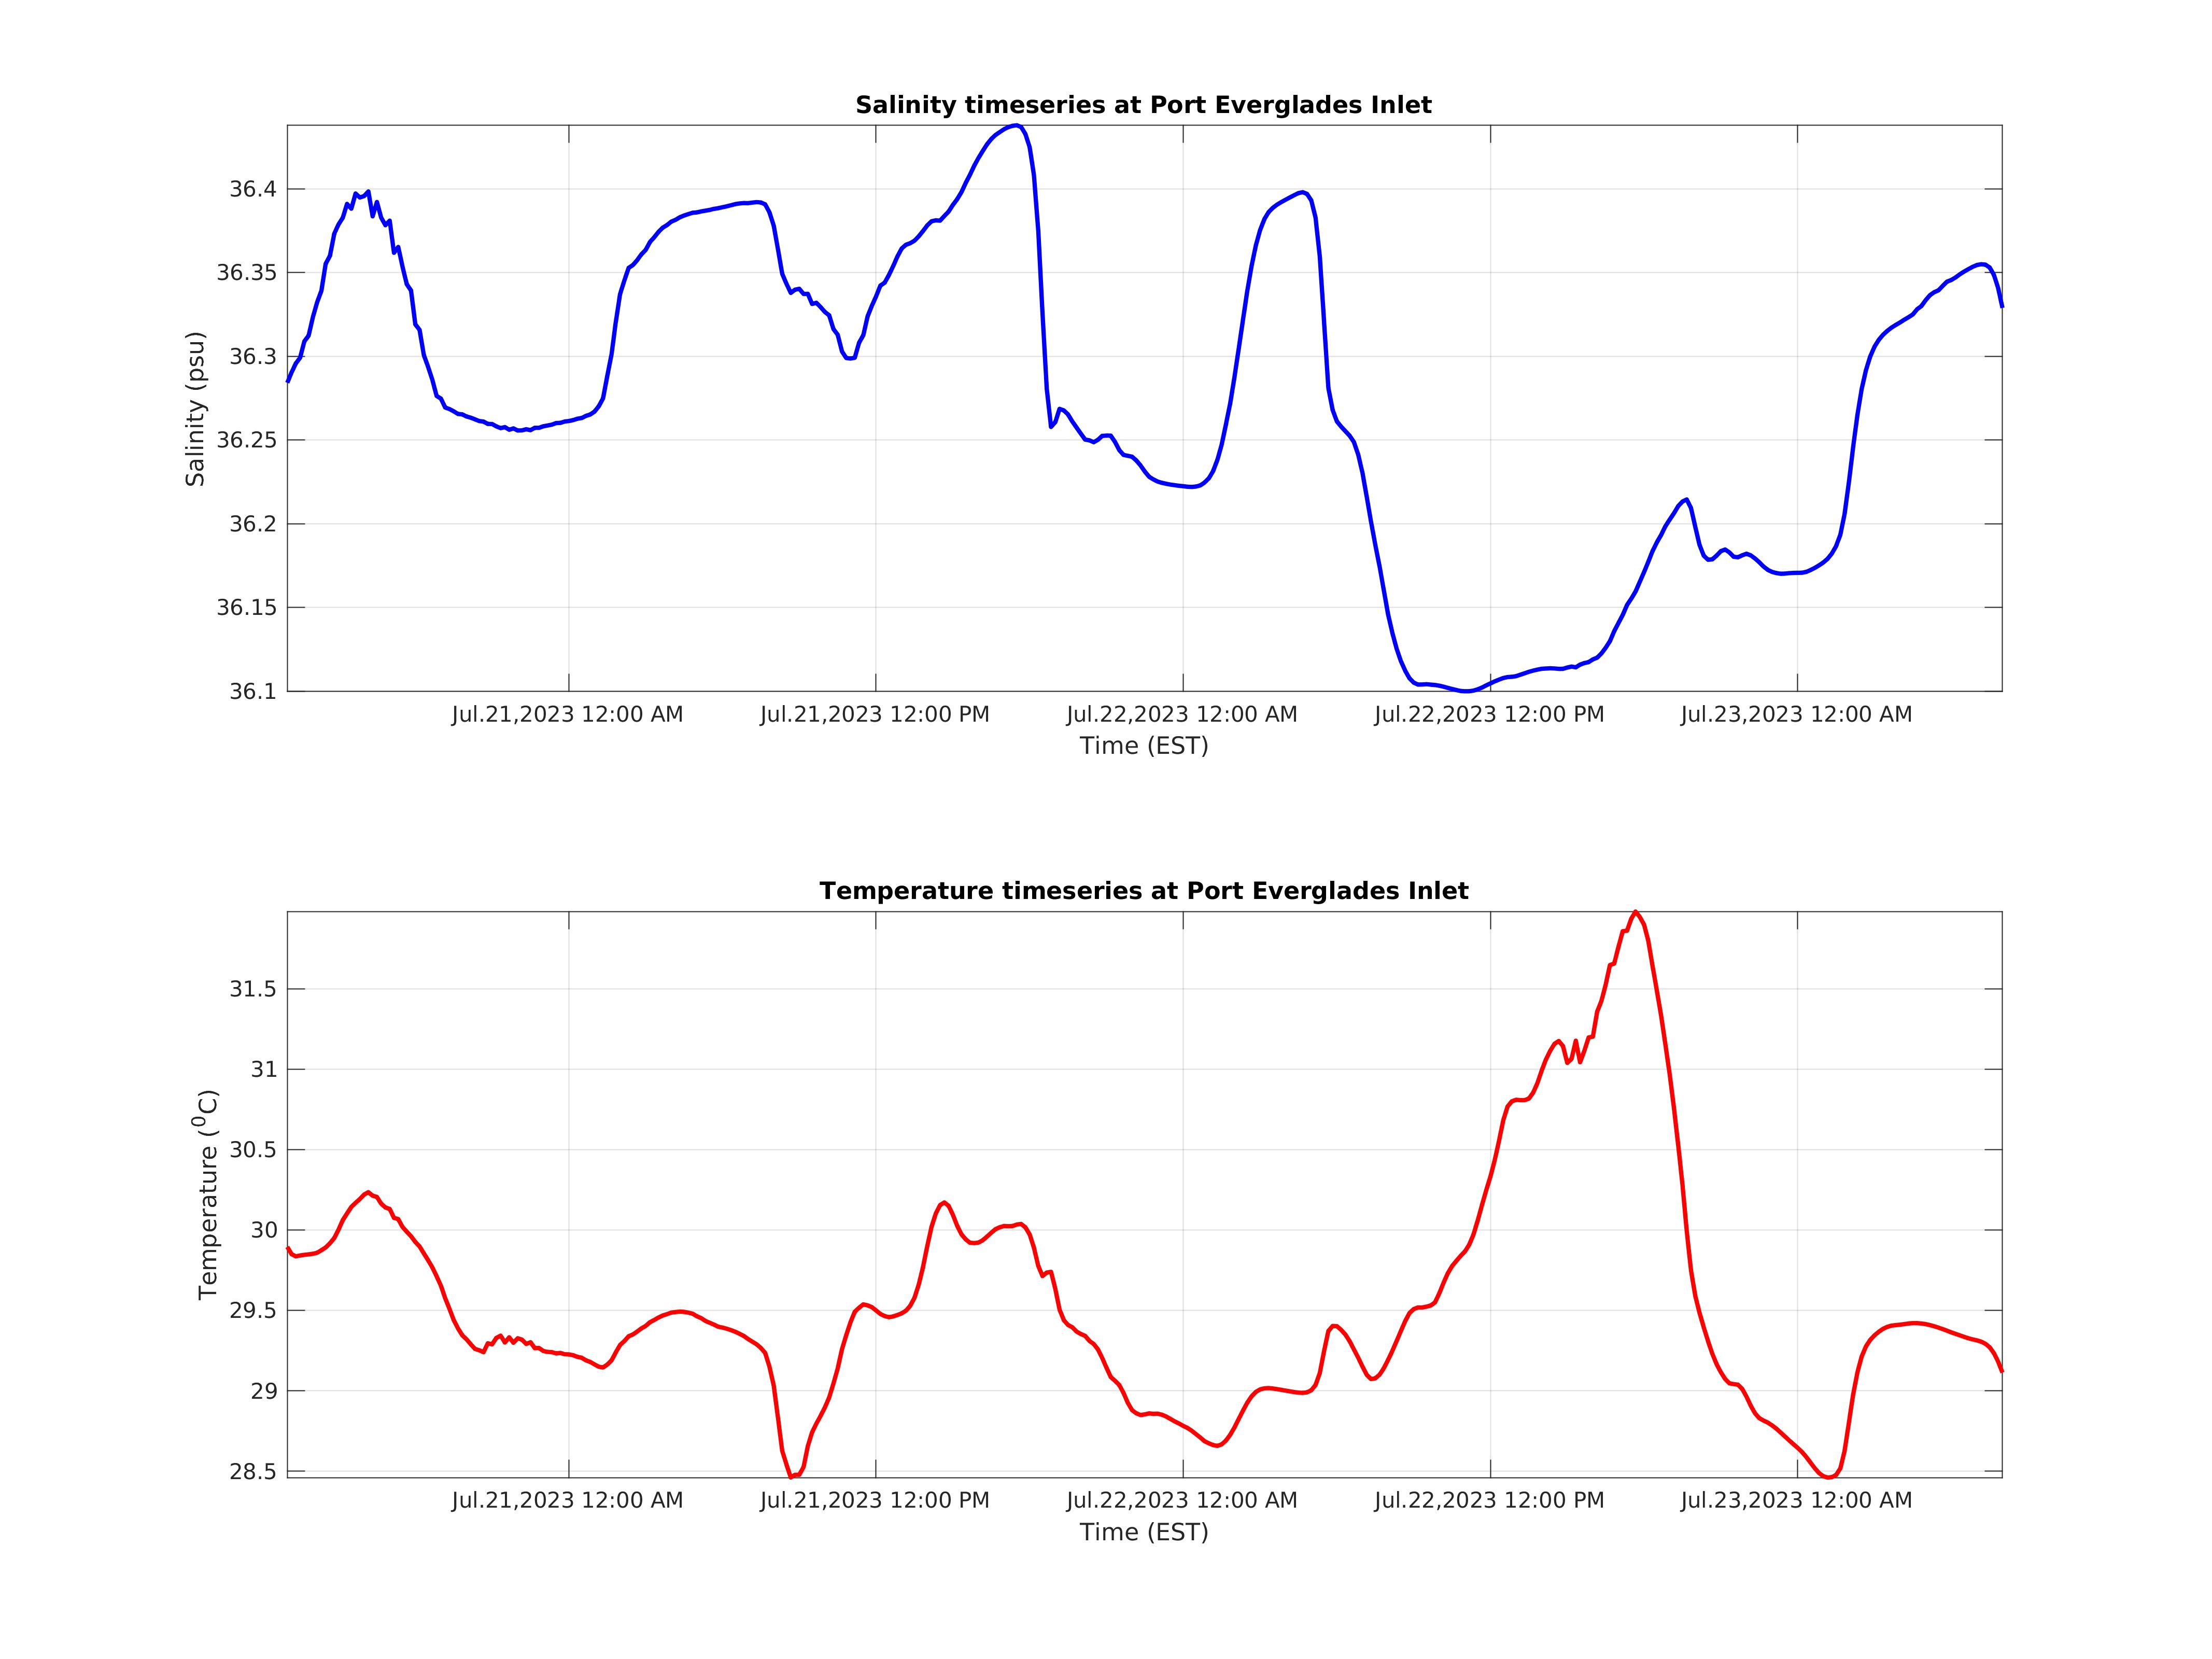 Salinity timeseries at Port Everglades Inlet
36.4
36.35
36.3
36.25
36.2
36.15
36.1
Salinity (psu)
Jul.21,2023 12:00 AM Jul.21,2023 12:00 PM Jul.22,2023 12:00 AM Jul.22,2023 12:00 PM Jul.23,2023 12:00 AM
Time (EST)
Temperature timeseries at Port Everglades Inlet
31.5
31
30.5
30
29.5
29
28.5
Temperature (⁰C)
Jul.21,2023 12:00 AM Jul.21,2023 12:00 PM Jul.22,2023 12:00 AM Jul.22,2023 12:00 PM Jul.23,2023 12:00 AM
Time (EST)